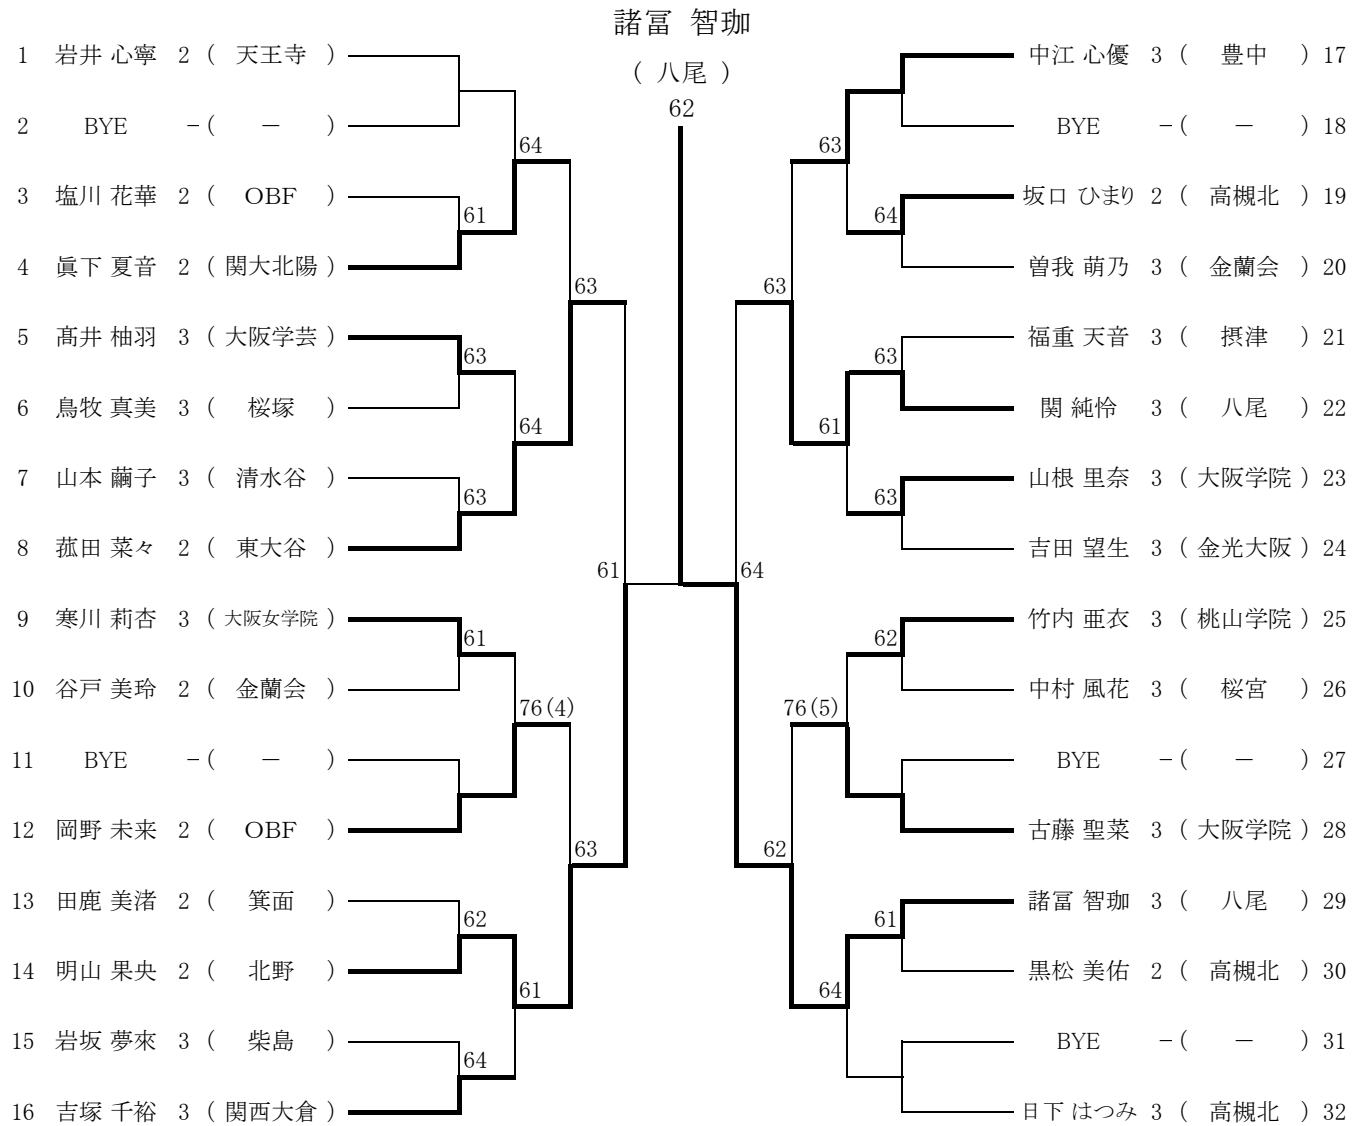 諸冨 智珈
( 八尾 )
62
1 岩井 心寧 2 ( 天王寺 )
2 BYE -( － )
64
3 塩川 花華 2 ( OBF )
61
4 眞下 夏音 2 ( 関大北陽 )
63
5 髙井 柚羽 3 ( 大阪学芸 )
63
6 鳥牧 真美 3 ( 桜塚 )
64
7 山本 繭子 3 ( 清水谷 )
63
8 菰田 菜々 2 ( 東大谷 )
61
9 寒川 莉杏 3 ( 大阪女学院 )
61
10 谷戸 美玲 2 ( 金蘭会 )
76(4)
11 BYE -( － )
12 岡野 未来 2 ( OBF )
63
13 田鹿 美渚 2 ( 箕面 )
62
14 明山 果央 2 ( 北野 )
61
15 岩坂 夢來 3 ( 柴島 )
64
16 吉塚 千裕 3 ( 関西大倉 )
中江 心優 3 ( 豊中 ) 17
BYE -( － ) 18
63
坂口 ひまり 2 ( 高槻北 ) 19
64
曽我 萌乃 3 ( 金蘭会 ) 20
63
福重 天音 3 ( 摂津 ) 21
63
関 純怜 3 ( 八尾 ) 22
61
山根 里奈 3 ( 大阪学院 ) 23
63
吉田 望生 3 ( 金光大阪 ) 24
64
竹内 亜衣 3 ( 桃山学院 ) 25
62
中村 風花 3 ( 桜宮 ) 26
76(5)
BYE -( － ) 27
古藤 聖菜 3 ( 大阪学院 ) 28
62
諸冨 智珈 3 ( 八尾 ) 29
61
黒松 美佑 2 ( 高槻北 ) 30
64
BYE -( － ) 31
日下 はつみ 3 ( 高槻北 ) 32